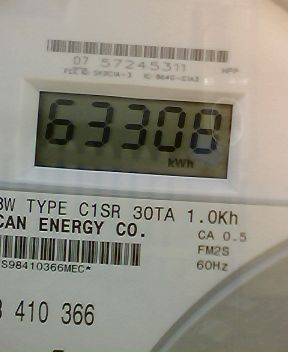 07 57245311
63308
kWh
3W TYPE C1SR 30TA 1.0Kh
CAN ENERGY CO.
CA 0.5
FM2S
S98410366MEC*
60Hz
410 366